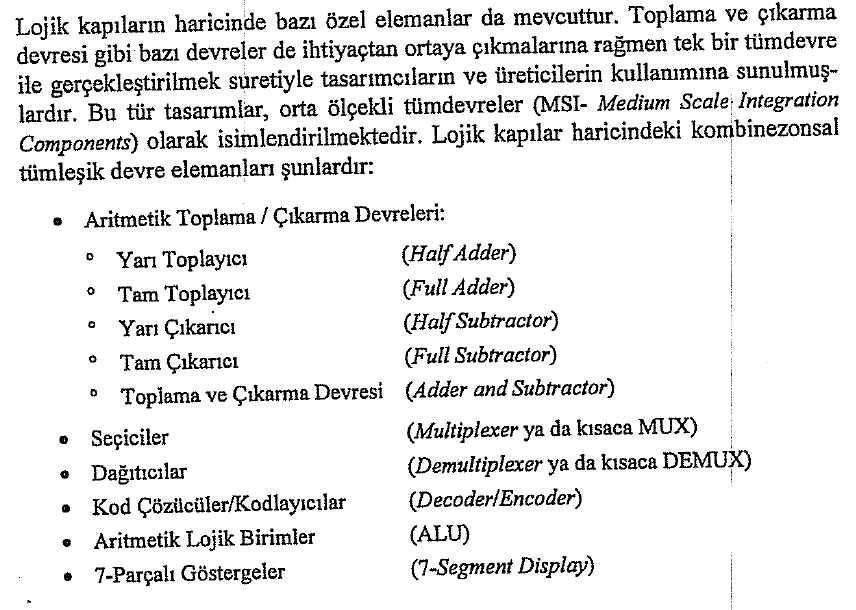 Lojik kapıların haricinde bazı özel elemanlar da mevcuttur. Toplama ve çıkarma
devresi gibi bazı devreler de ihtiyaçtan ortaya çıkmalarına rağmen tek bir tümdevre
ile gerçekleştirilmek suretiyle tasarımcıların ve üreticilerin kullanımına sunulmuş-
lardır. Bu tür tasarımlar, orta ölçekli tümdevreler (MSI- Medium Scale Integration
Components) olarak isimlendirilmektedir. Lojik kapılar haricindeki kombinezonsal
tümleşik devre elemanları şunlardır:
• Aritmetik Toplama / Çıkarma Devreleri:
° Yarı Toplayıcı (Half Adder)
° Tam Toplayıcı (Full Adder)
° Yarı Çıkarıcı (Half Subtractor)
° Tam Çıkarıcı (Full Subtractor)
° Toplama ve Çıkarma Devresi (Adder and Subtractor)
• Seçiciler (Multiplexer ya da kısaca MUX)
• Dağıtıcılar (Demultiplexer ya da kısaca DEMUX)
• Kod Çözücüler/Kodlayıcılar (Decoder/Encoder)
• Aritmetik Lojik Birimler (ALU)
• 7-Parçalı Göstergeler (7-Segment Display)